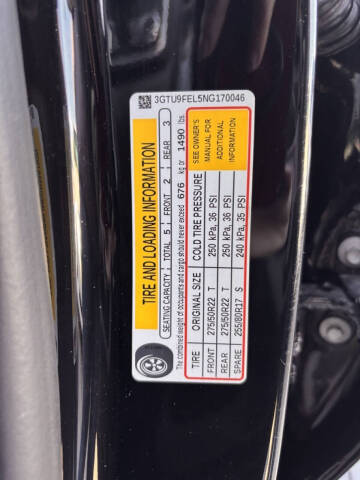 3GTU9FEL5NG170046
TIRE AND LOADING INFORMATION
SEATING CAPACITY TOTAL 5 FRONT 2 REAR 3
The combined weight of occupants and cargo should never exceed 676 kg or 1490 lbs.
TIRE ORIGINAL SIZE COLD TIRE PRESSURE
FRONT 275/50R22 T 250 kPa, 36 PSI
REAR 275/50R22 T 250 kPa, 36 PSI
SPARE 255/80R17 S 240 kPa, 35 PSI
SEE OWNER'S
MANUAL FOR
ADDITIONAL
INFORMATION